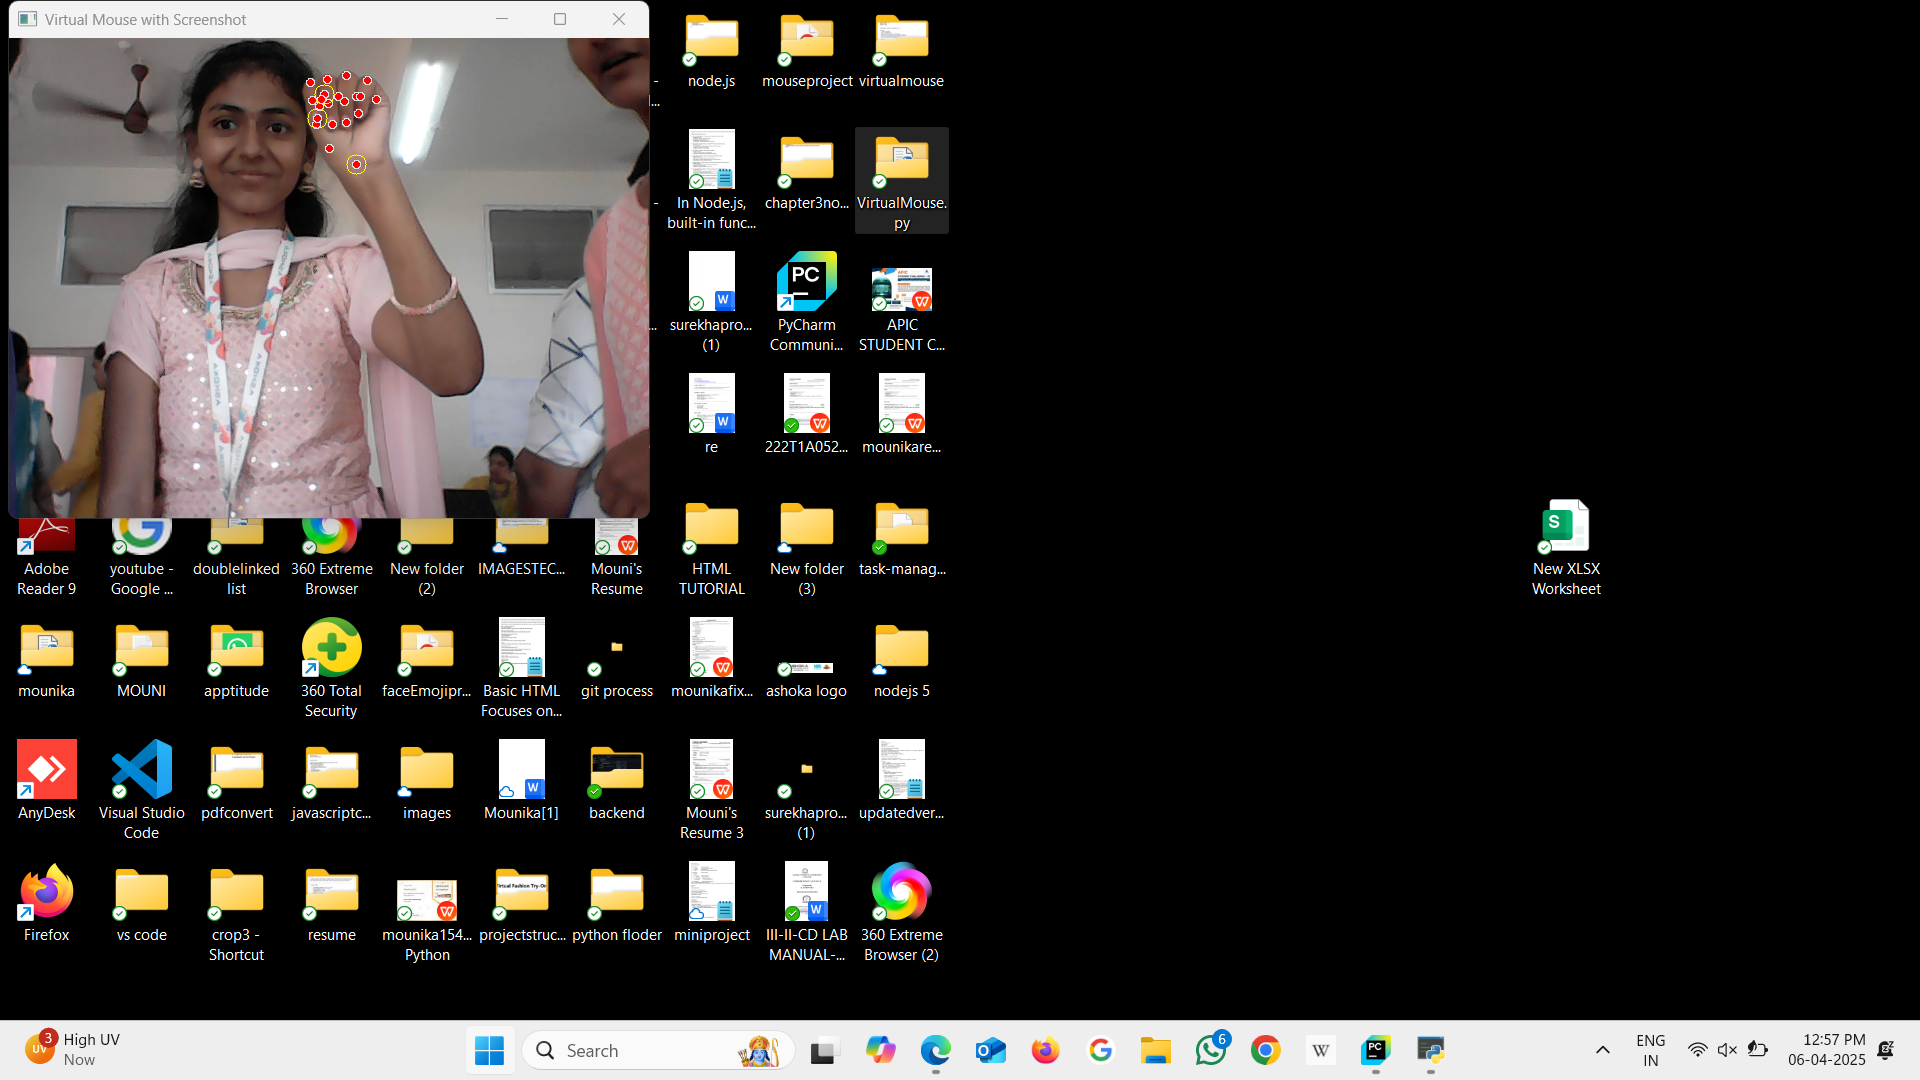 Virtual Mouse with Screenshot
node.js
mouseproject
virtualmouse
In Node.js,
built-in func...
chapter3no...
VirtualMouse.
py
surekhapro...
(1)
PC
PyCharm
Communi...
APIC
STUDENT C...
re
222T1A052...
mounikare...
Adobe
Reader 9
youtube -
Google ...
doublelinked
list
360 Extreme
Browser
New folder
(2)
IMAGESTEC...
Mouni's
Resume
HTML
TUTORIAL
New folder
(3)
task-manag...
New XLSX
Worksheet
mounika
MOUNI
apptitude
360 Total
Security
faceEmojipr...
Basic HTML
Focuses on...
git process
mounikafix...
ashoka logo
nodejs 5
AnyDesk
Visual Studio
Code
pdfconvert
javascriptc...
images
Mounika[1]
backend
Mouni's
Resume 3
surekhapro...
(1)
updatedver...
Firefox
vs code
crop3 -
Shortcut
resume
mounika154...
Python
projectstruc...
python floder
miniproject
III-II-CD LAB
MANUAL-...
360 Extreme
Browser (2)
3
UV
High UV
Now
Search
6
W
PC
ENG
IN
12:57 PM
06-04-2025